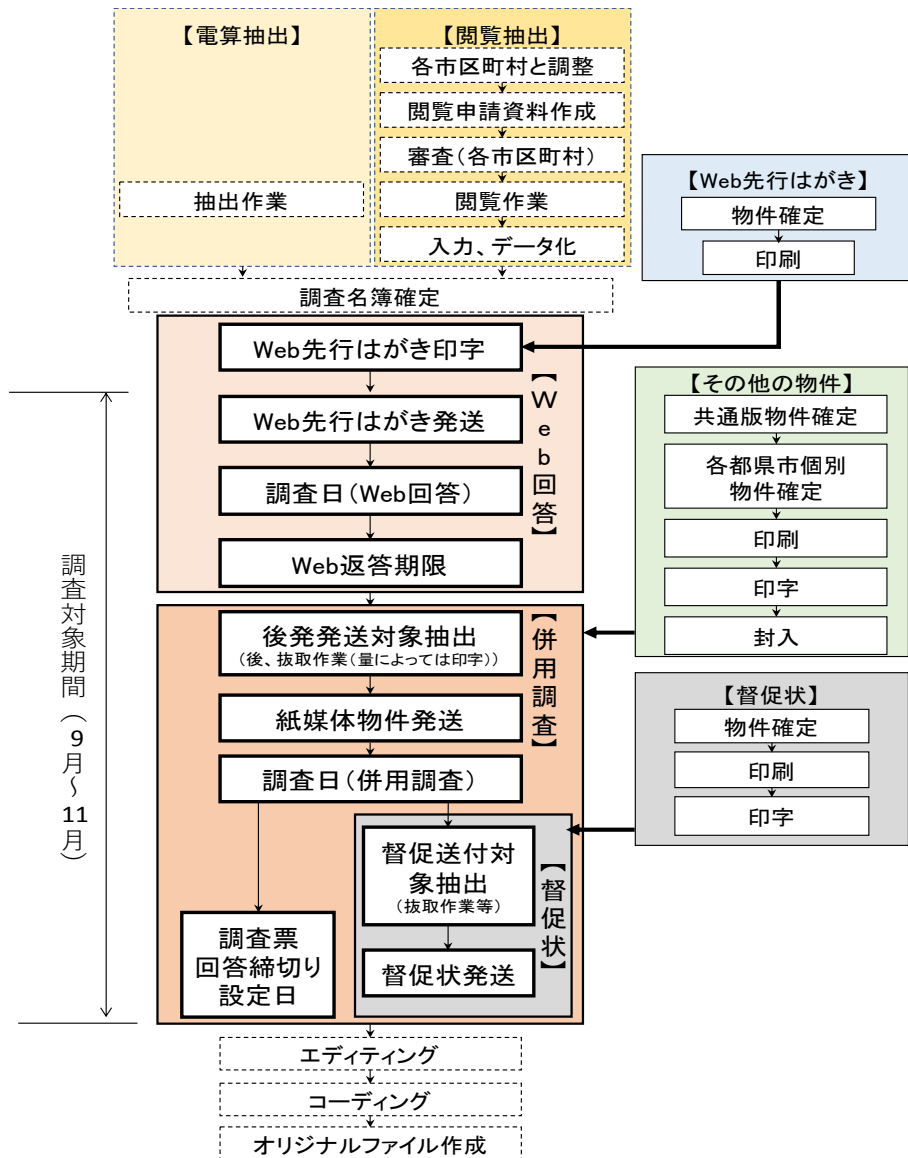 【電算抽出】
抽出作業
【閲覧抽出】
各市区町村と調整
閲覧申請資料作成
審査(各市区町村)
閲覧作業
入力、データ化
調査名簿確定
【Web先行はがき】
物件確定
印刷
【Web回答】
Web先行はがき印字
Web先行はがき発送
調査日(Web回答)
Web返答期限
【その他の物件】
共通版物件確定
各都県市個別
物件確定
印刷
印字
封入
調査対象期間(9月~11月)
【併用調査】
後発発送対象抽出
(後、抜取作業(量によっては印字))
紙媒体物件発送
調査日(併用調査)
調査票
回答締切り
設定日
【督促状】
督促送付対
象抽出
(抜取作業等)
督促状発送
【督促状】
物件確定
印刷
印字
エディティング
コーディング
オリジナルファイル作成